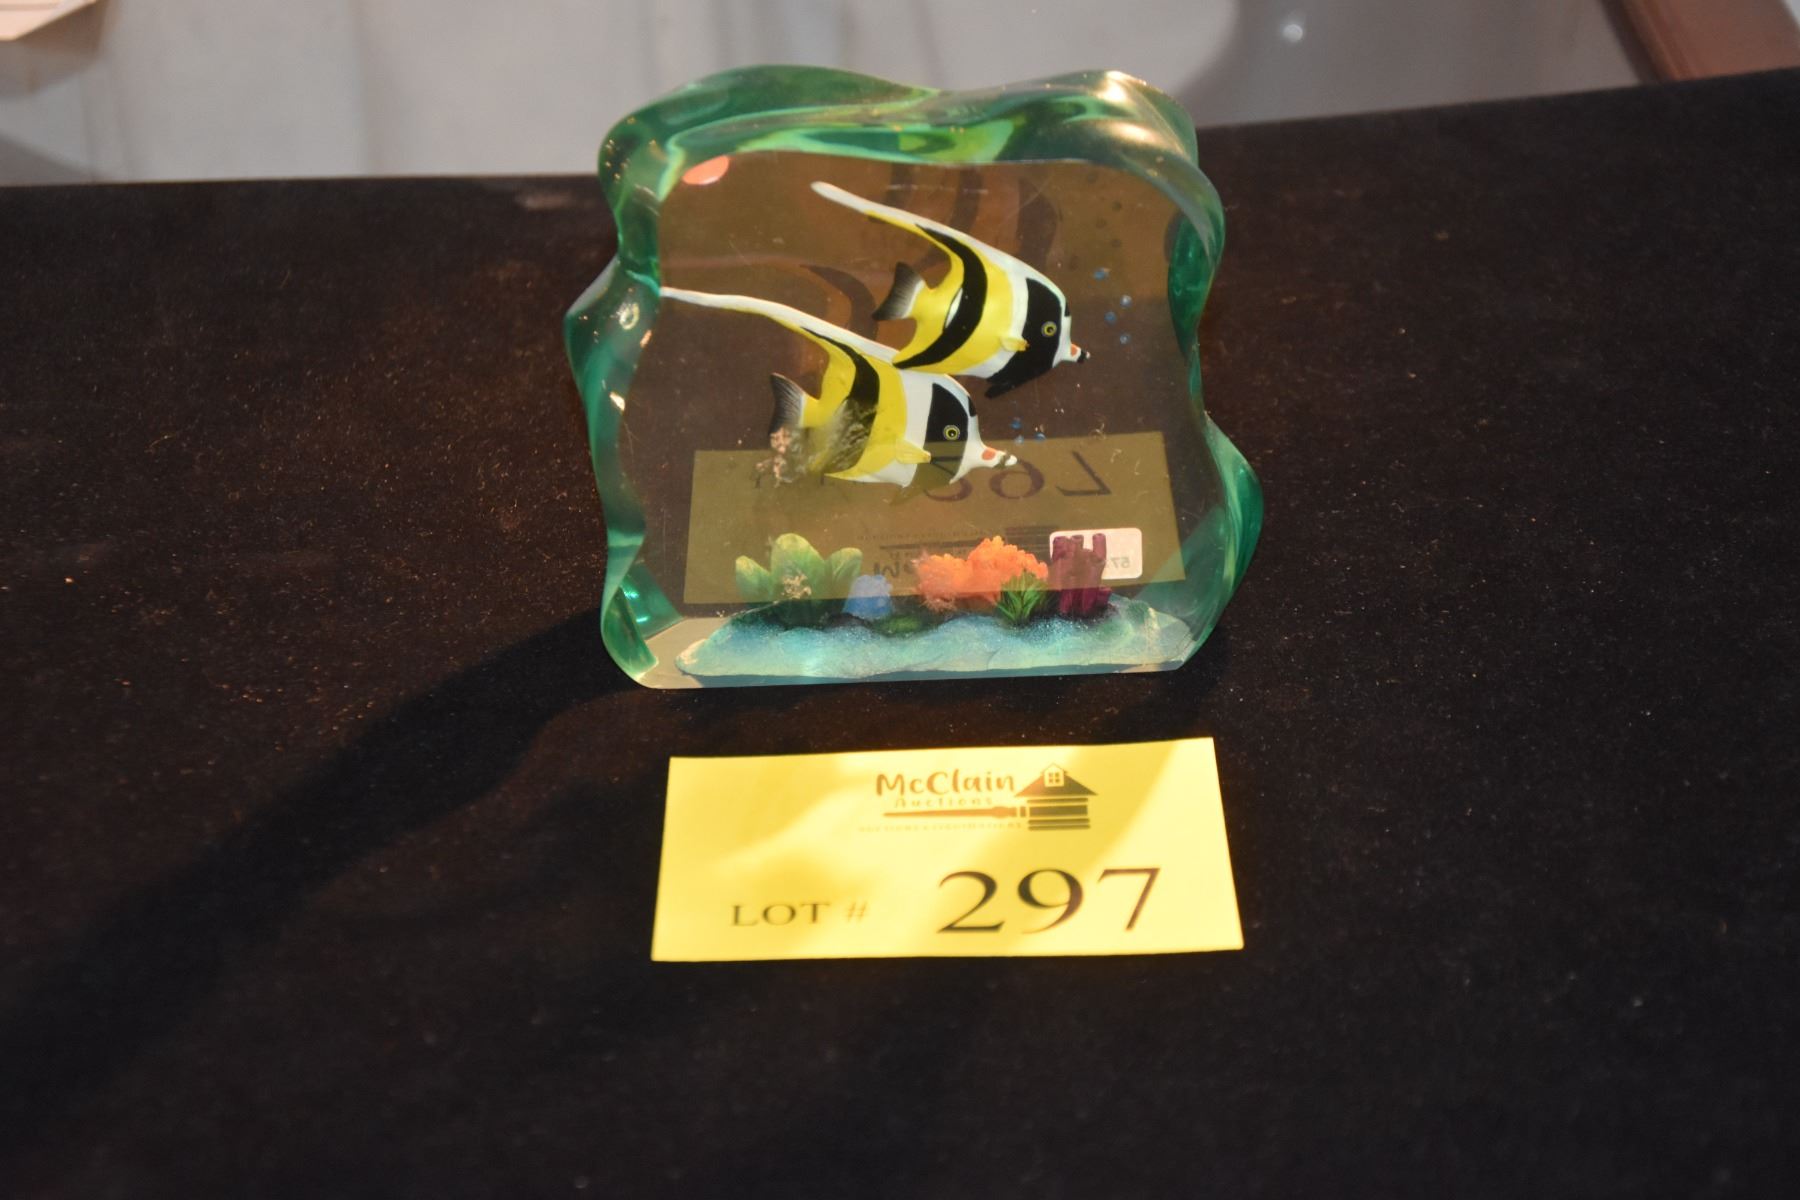 McClain
Auctions
LOT # 297